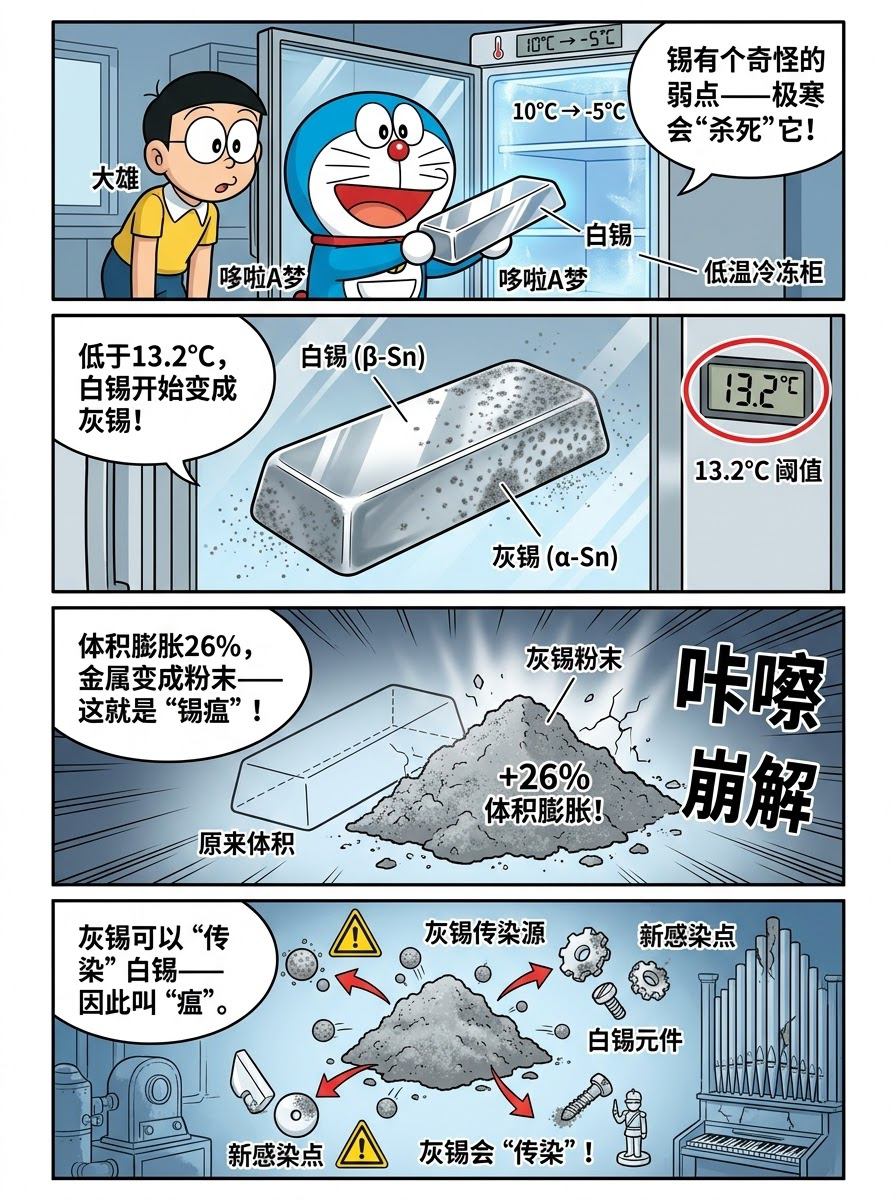 10℃→-5℃
锡有个奇怪的
弱点——极寒
会“杀死”它！
10℃→-5℃
大雄
白锡
哆啦A梦
哆啦A梦
低温冷冻柜
低于13.2℃，
白锡开始变成
灰锡！
白锡 (β-Sn)
13.2℃
13.2℃ 阈值
灰锡 (α-Sn)
体积膨胀26%，
金属变成粉末——
这就是“锡瘟”！
灰锡粉末
咔嚓
崩解
+26%
体积膨胀！
原来体积
灰锡可以“传
染”白锡——
因此叫“瘟”。
灰锡传染源
新感染点
白锡元件
新感染点
灰锡会“传染”！